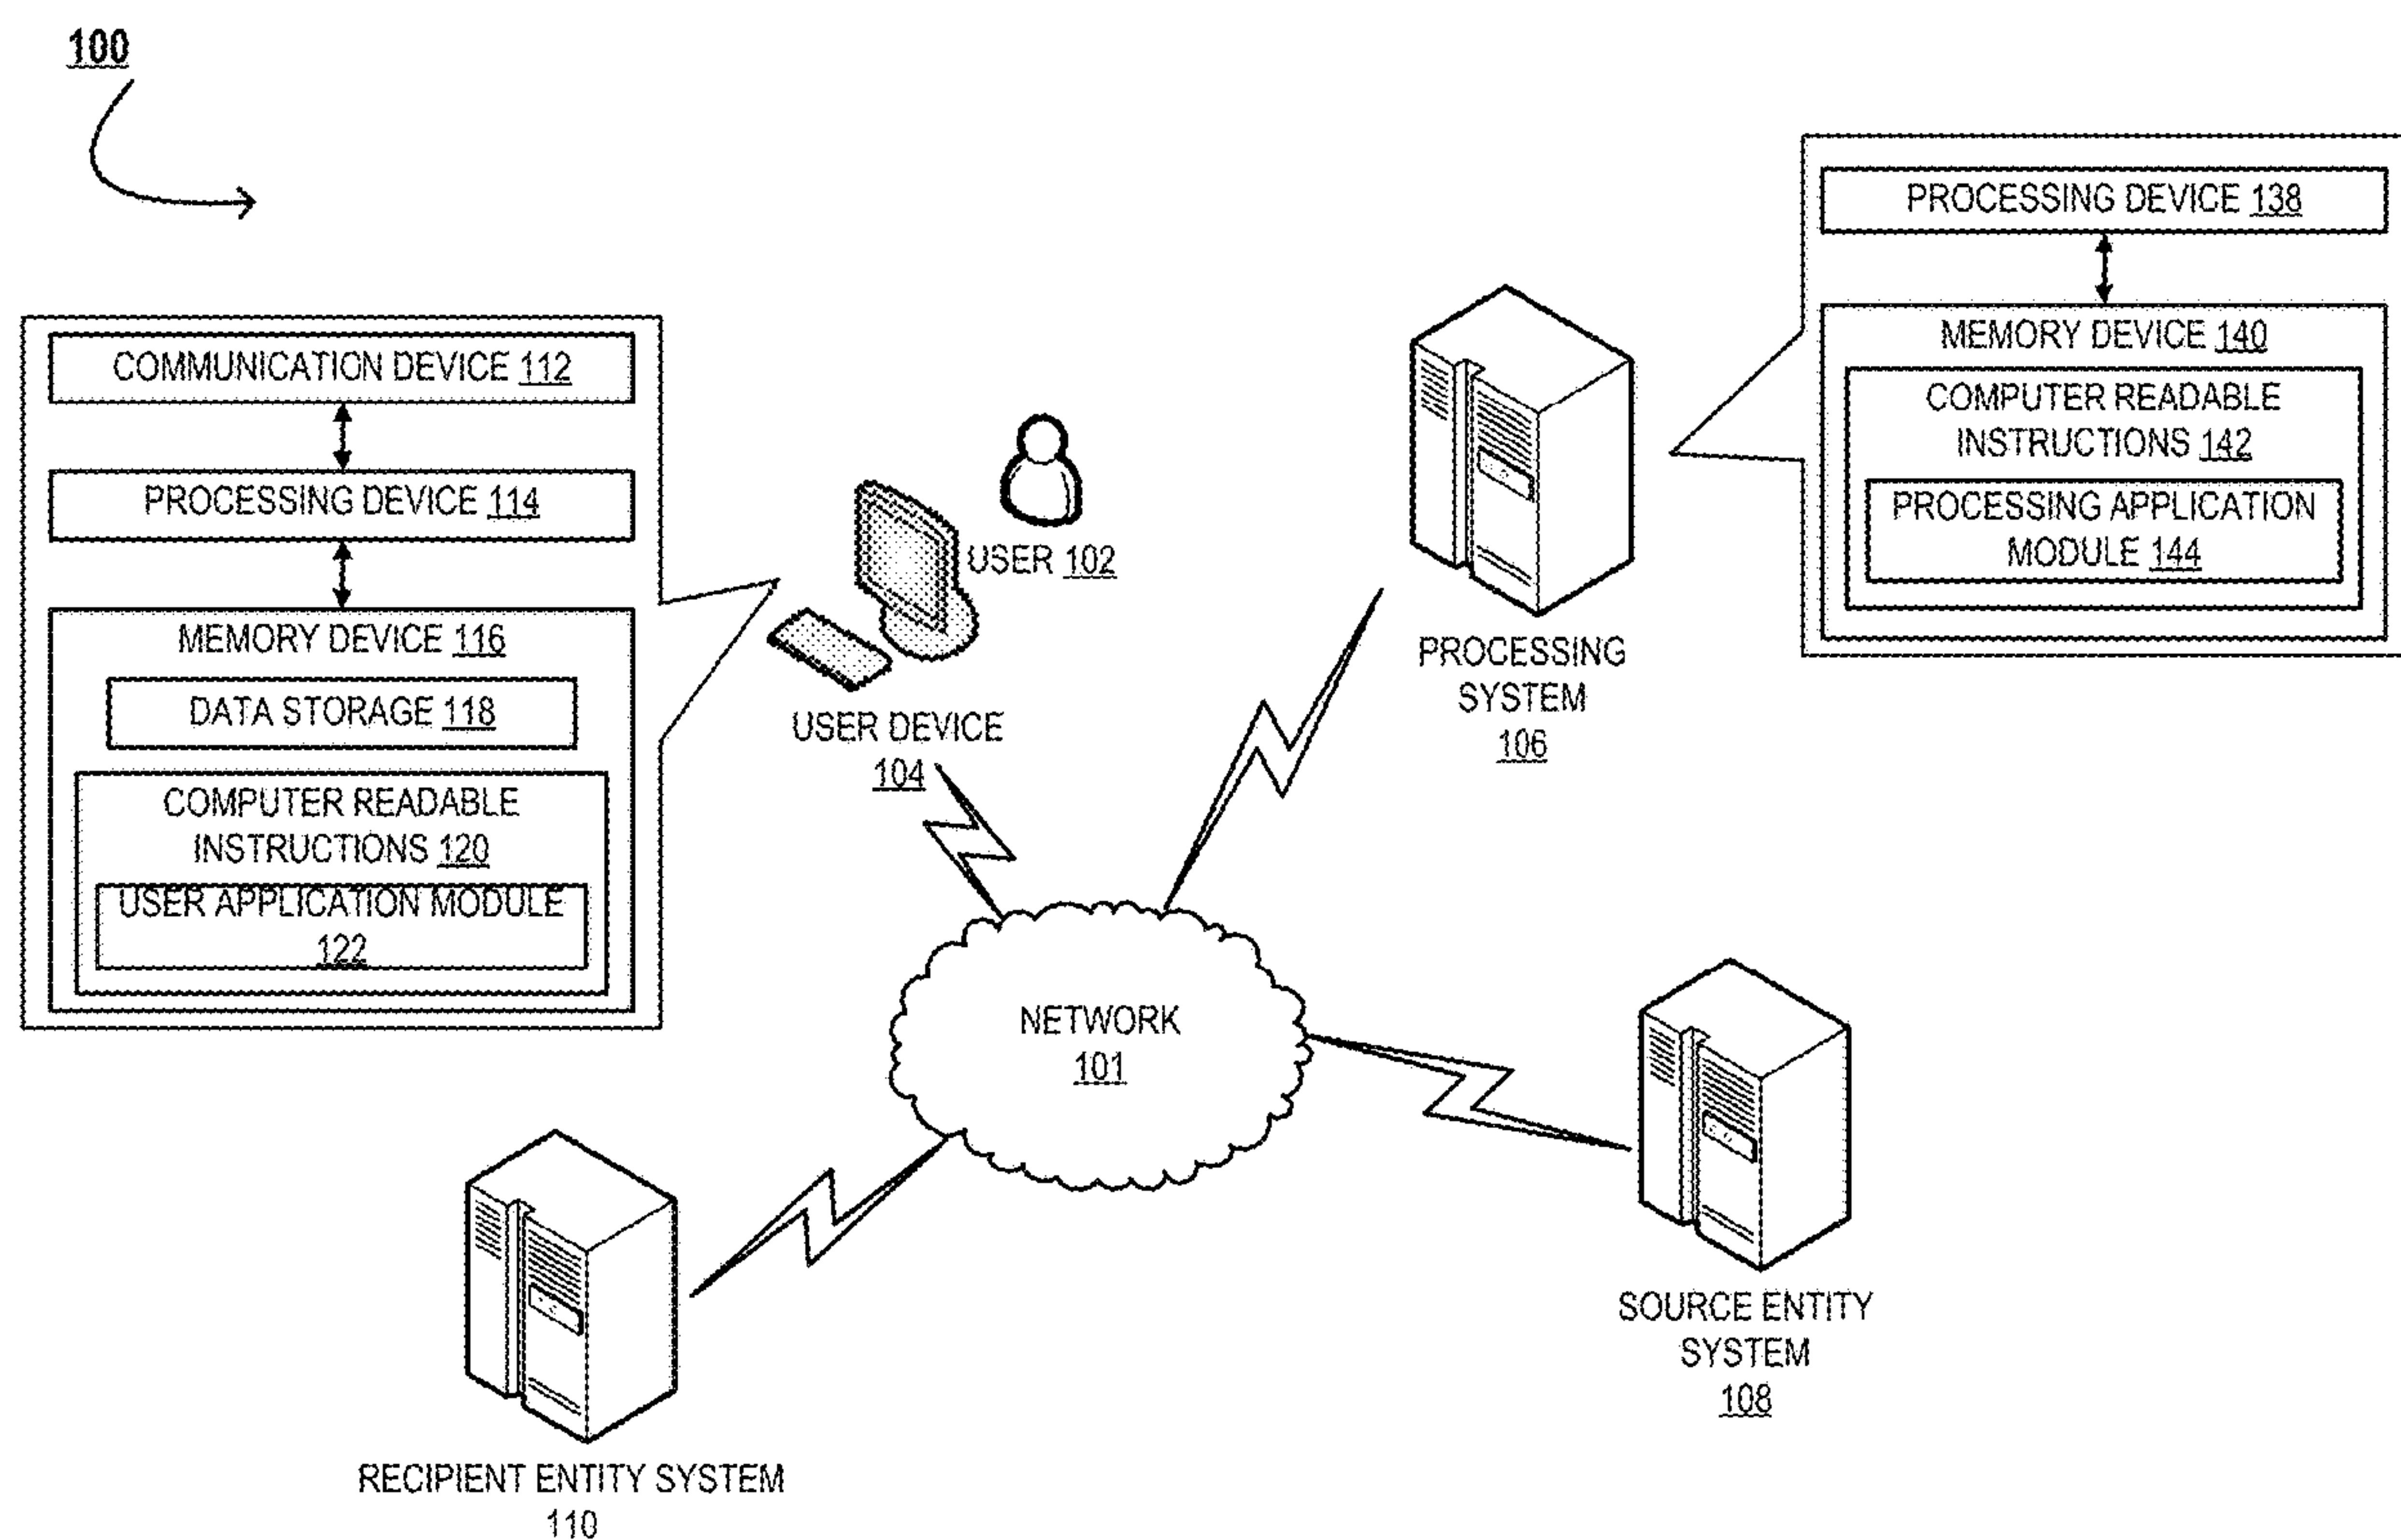 100
COMMUNICATION DEVICE 112
PROCESSING DEVICE 114
MEMORY DEVICE 116
DATA STORAGE 118
COMPUTER READABLE
INSTRUCTIONS 120
USER APPLICATION MODULE
122
USER 102
USER DEVICE
104
PROCESSING
SYSTEM
106
PROCESSING DEVICE 138
MEMORY DEVICE 140
COMPUTER READABLE
INSTRUCTIONS 142
PROCESSING APPLICATION
MODULE 144
NETWORK
101
SOURCE ENTITY
SYSTEM
108
RECIPIENT ENTITY SYSTEM
110